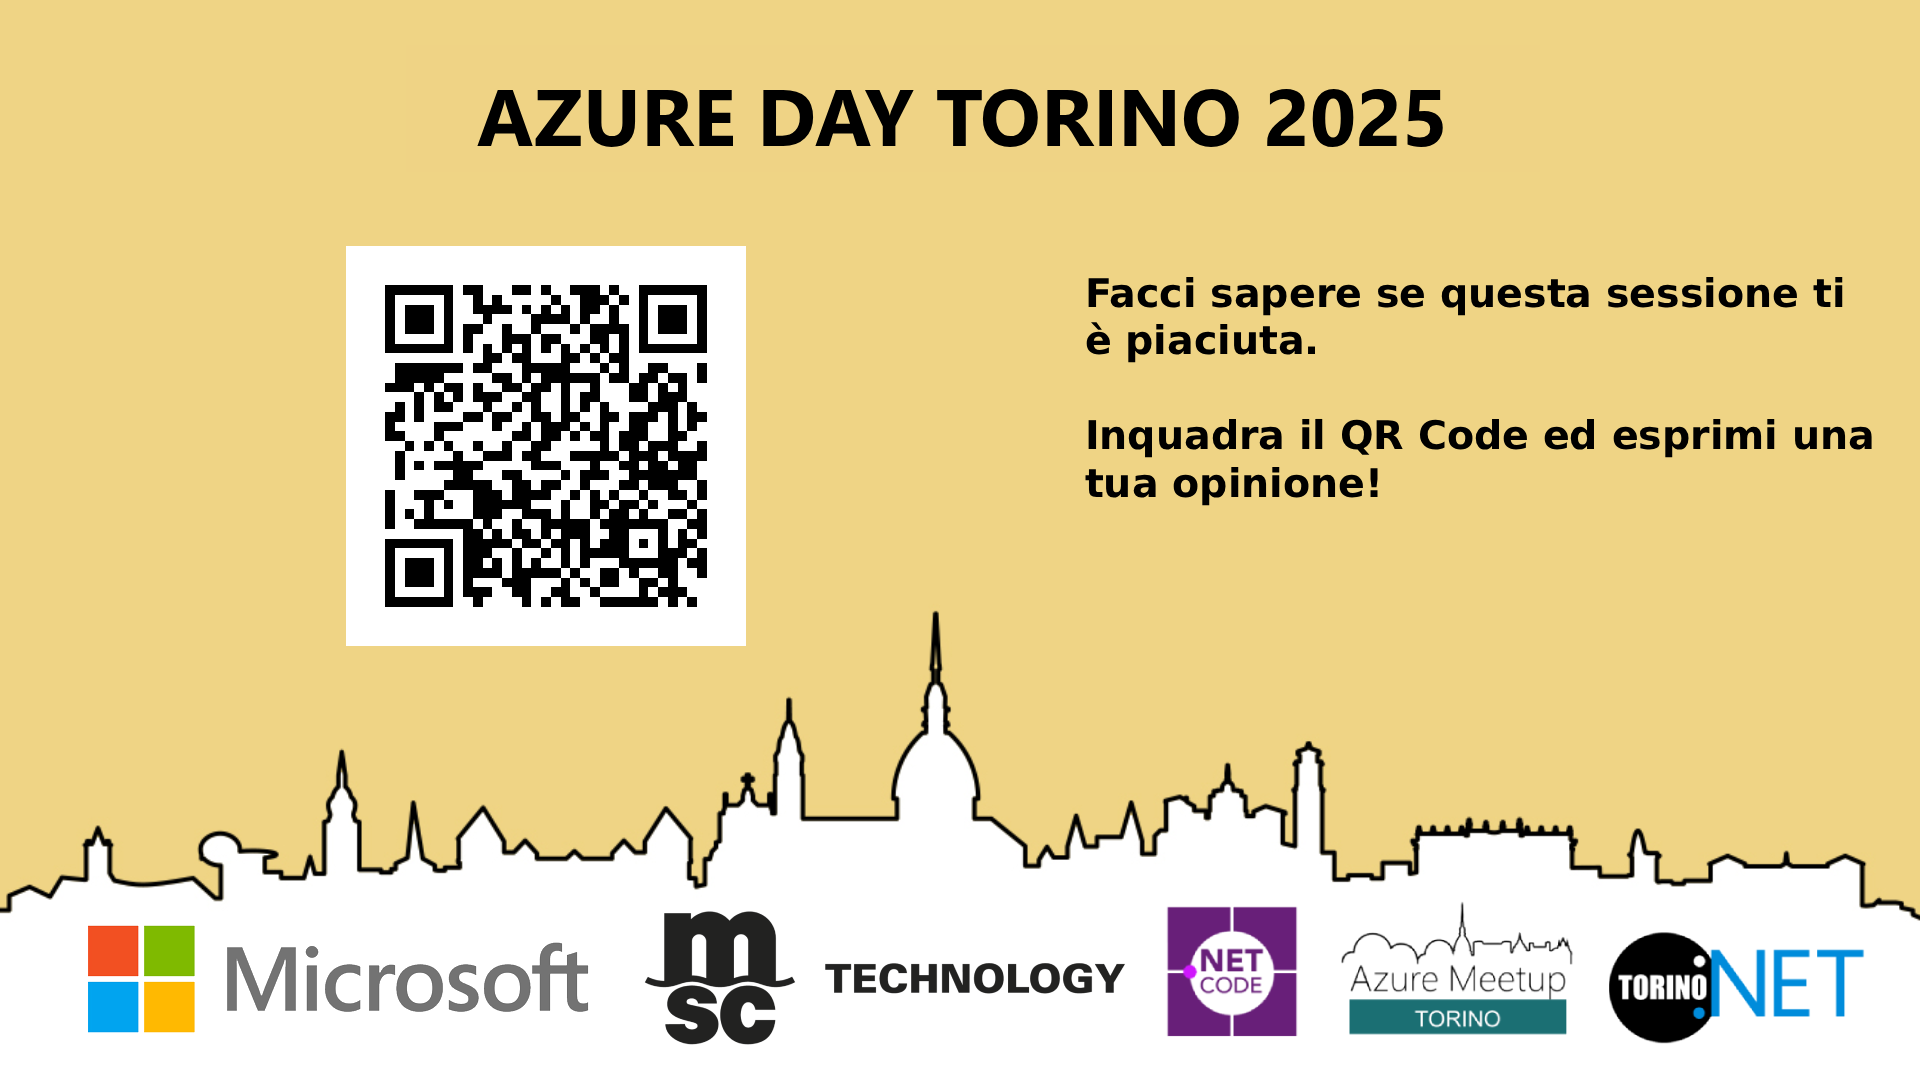 AZURE DAY TORINO 2025
Facci sapere se questa sessione ti
è piaciuta.
Inquadra il QR Code ed esprimi una
tua opinione!
Microsoft
msc TECHNOLOGY
NET
CODE
Azure Meetup
TORINO
TORINO NET